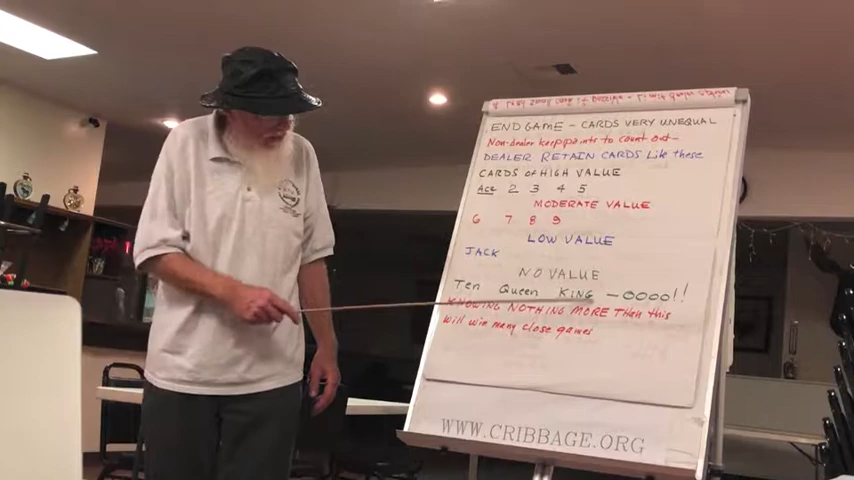 END GAME - CARDS VERY UNEQUAL
Non-dealer keep points to count out-
DEALER RETAIN CARDS Like these
CARDS OF HIGH VALUE
Ace 2 3 4 5
MODERATE VALUE
6 7 8 9
LOW VALUE
JACK
NO VALUE
Ten Queen KING -OOOO!!
KNOWING NOTHING MORE Than this
will win many close games
WWW.CRIBBAGE.ORG